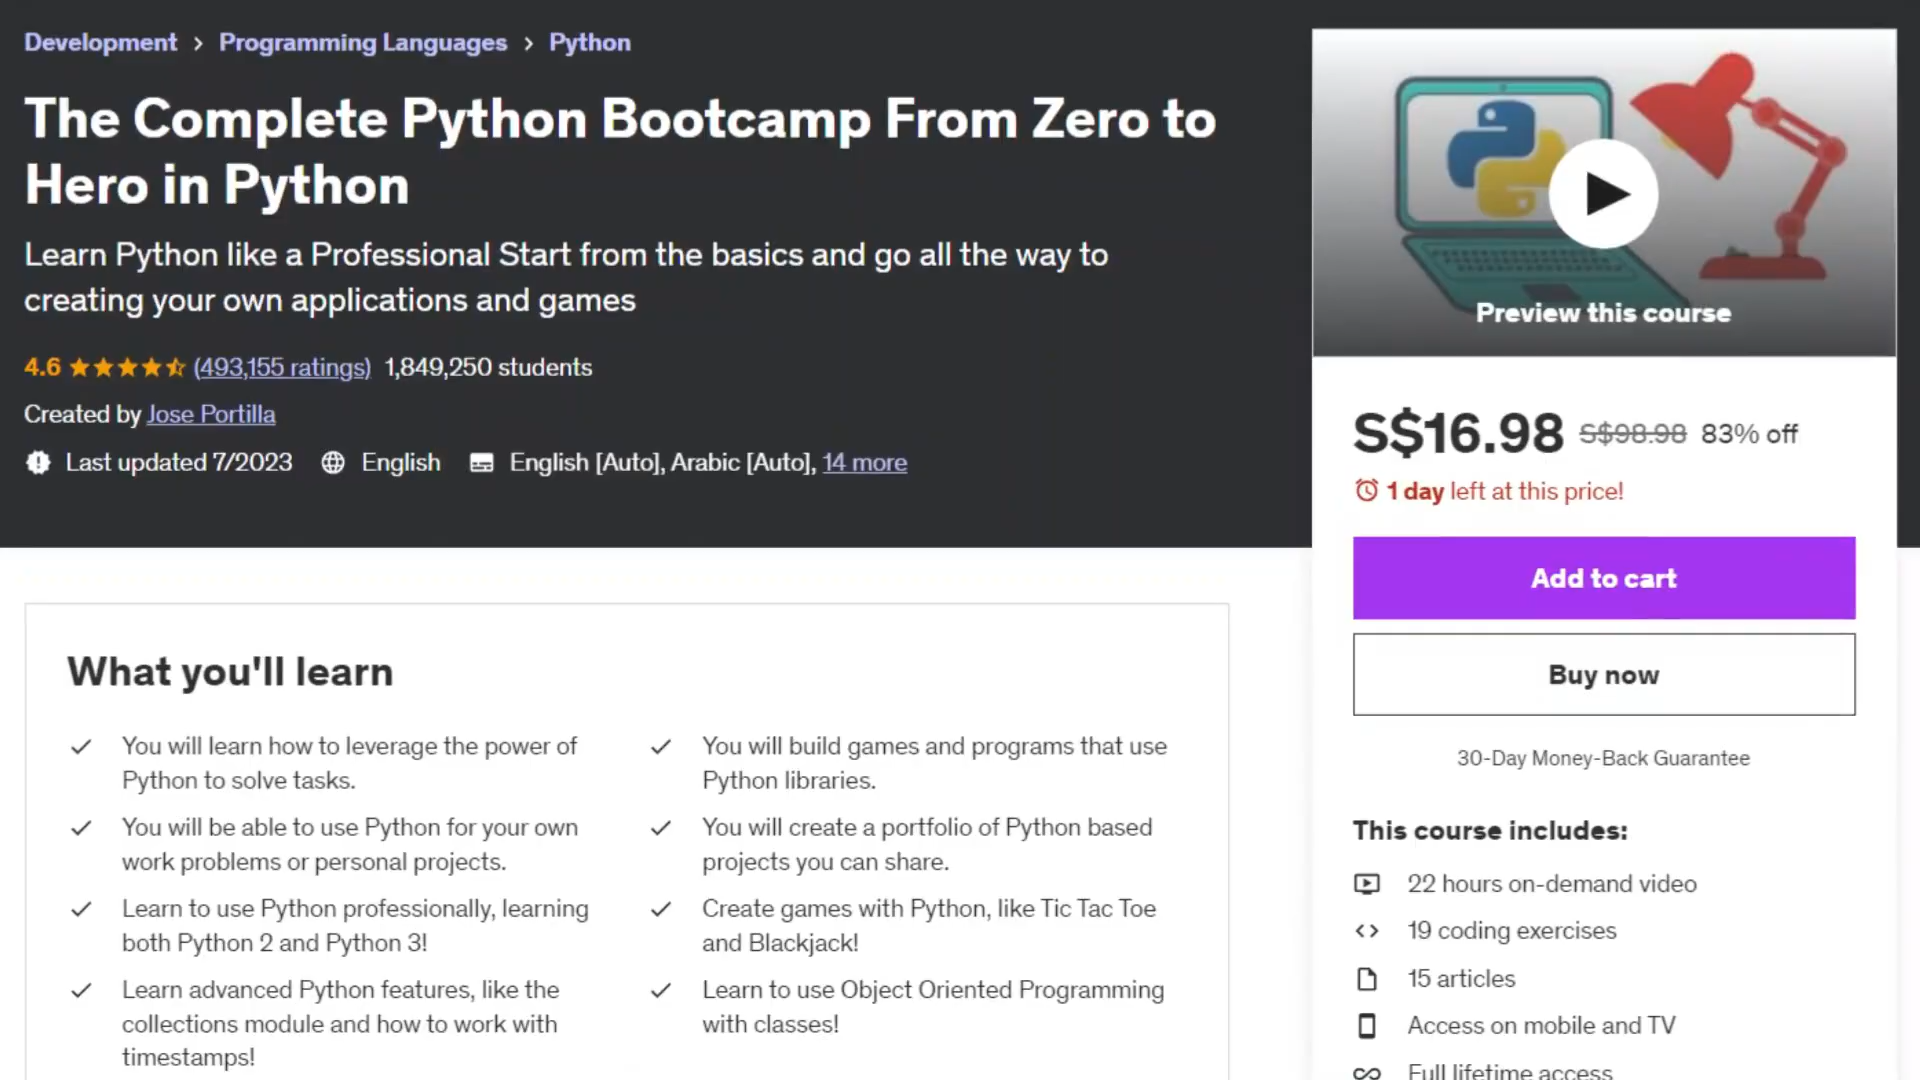 Development > Programming Languages > Python
The Complete Python Bootcamp From Zero to
Hero in Python
Learn Python like a Professional Start from the basics and go all the way to
creating your own applications and games
4.6 (493,155 ratings) 1,849,250 students
Created by Jose Portilla
Last updated 7/2023 English English [Auto], Arabic [Auto], 14 more
What you'll learn
You will learn how to leverage the power of
Python to solve tasks.
You will be able to use Python for your own
work problems or personal projects.
Learn to use Python professionally, learning
both Python 2 and Python 3!
Learn advanced Python features, like the
collections module and how to work with
timestamps!
You will build games and programs that use
Python libraries.
You will create a portfolio of Python based
projects you can share.
Create games with Python, like Tic Tac Toe
and Blackjack!
Learn to use Object Oriented Programming
with classes!
Preview this course
S$16.98 S$98.98 83% off
1 day left at this price!
Add to cart
Buy now
30-Day Money-Back Guarantee
This course includes:
22 hours on-demand video
19 coding exercises
15 articles
Access on mobile and TV
Full lifetime access